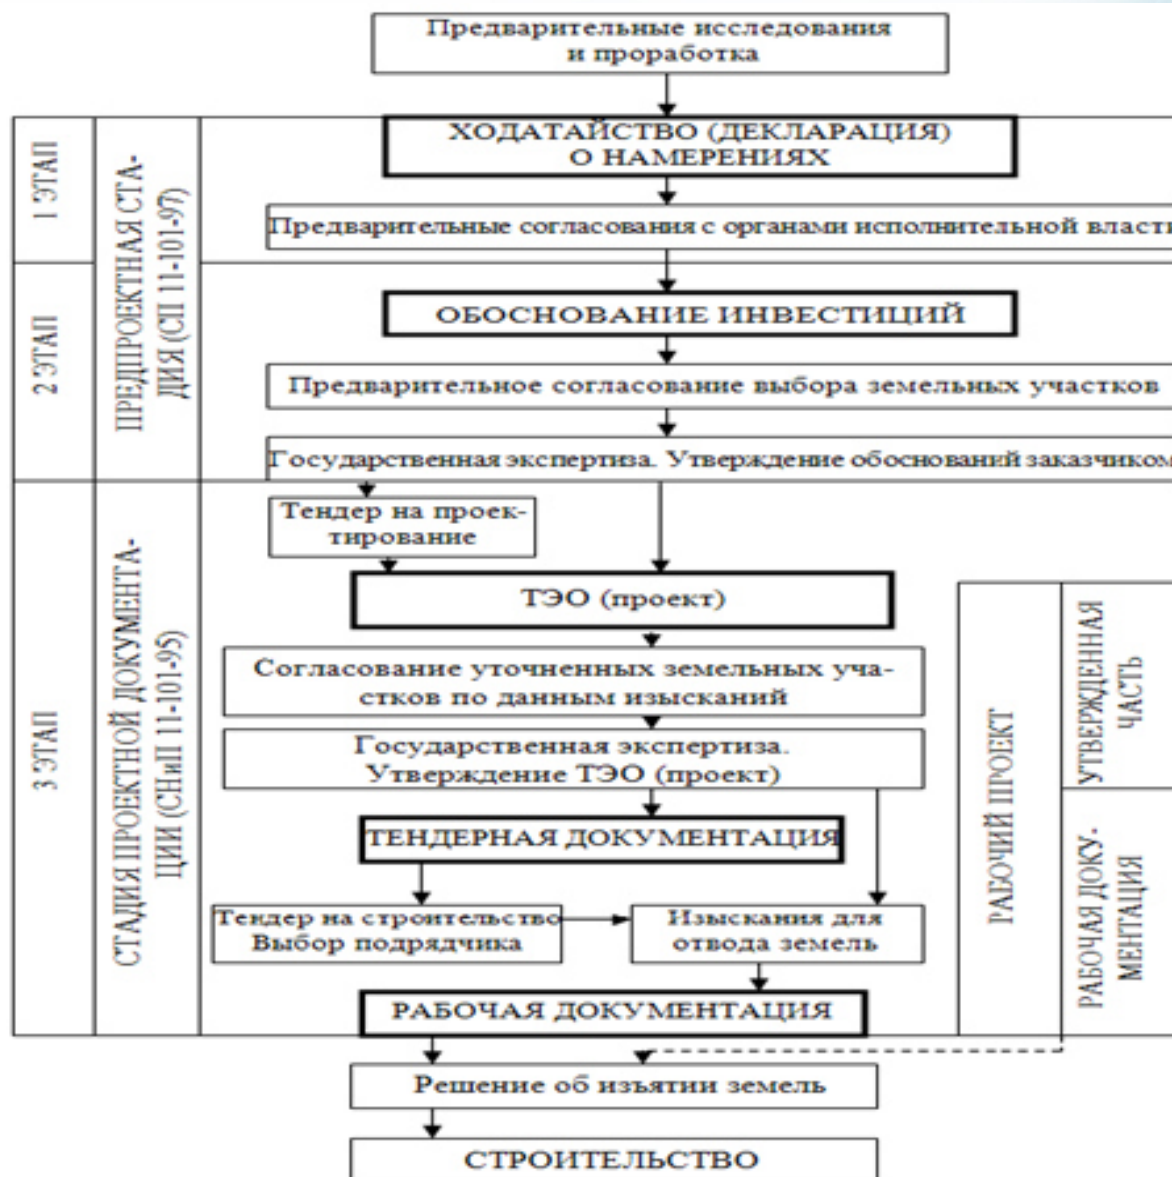 Предварительные исследования
и проработка
1 ЭТАП
ПРЕДПРОЕКТНАЯ СТА-
ДИЯ (СП 11-101-97)
ХОДАТАЙСТВО (ДЕКЛАРАЦИЯ)
О НАМЕРЕНИЯХ
Предварительные согласования с органами исполнительной власти
2 ЭТАП
ОБОСНОВАНИЕ ИНВЕСТИЦИЙ
Предварительное согласование выбора земельных участков
Государственная экспертиза. Утверждение обоснований заказчиком
3 ЭТАП
СТАДИЯ ПРОЕКТНОЙ ДОКУМЕНТА-
ЦИИ (СНиП 11-101-95)
Тендер на проек-
тирование
ТЭО (проект)
Согласование уточненных земельных уча-
стков по данным изысканий
Государственная экспертиза.
Утверждение ТЭО (проект)
ТЕНДЕРНАЯ ДОКУМЕНТАЦИЯ
Тендер на строительство
Выбор подрядчика
Изыскания для
отвода земель
РАБОЧАЯ ДОКУМЕНТАЦИЯ
РАБОЧИЙ ПРОЕКТ
УТВЕРЖДЕННАЯ
ЧАСТЬ
РАБОЧАЯ ДОКУ-
МЕНТАЦИЯ
Решение об изъятии земель
СТРОИТЕЛЬСТВО